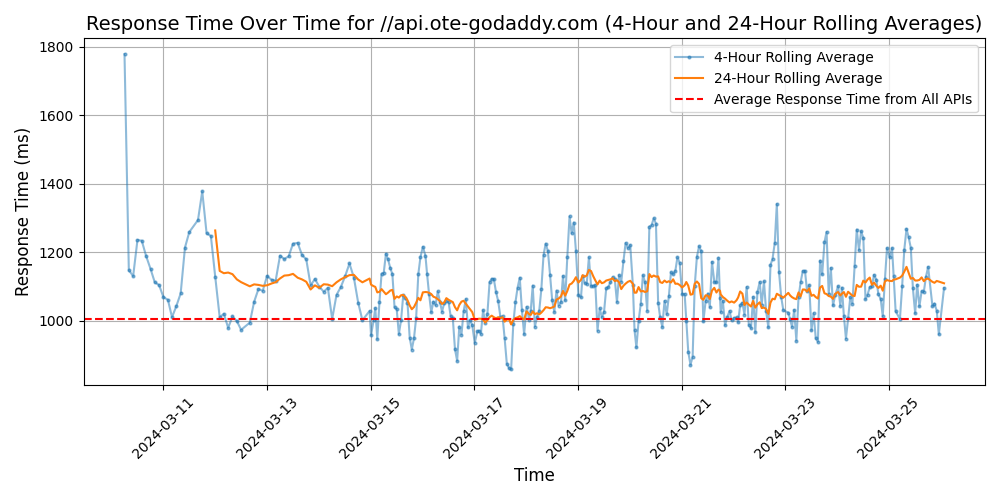 Response Time Over Time for //api.ote-godaddy.com (4-Hour and 24-Hour Rolling Averages)
4-Hour Rolling Average
24-Hour Rolling Average
Average Response Time from All APIs
Response Time (ms)
1800
1600
1400
1200
1000
2024-03-11
2024-03-13
2024-03-15
2024-03-17
2024-03-19
2024-03-21
2024-03-23
2024-03-25
Time